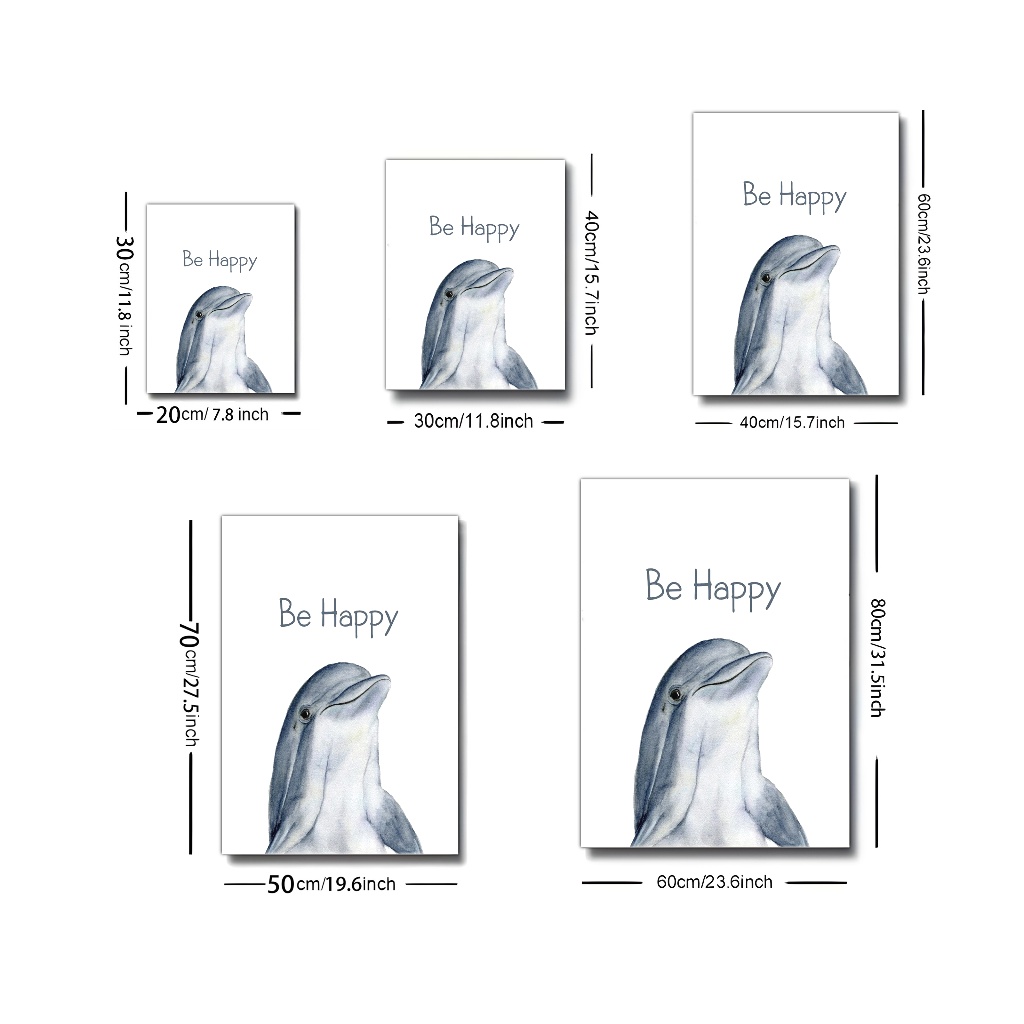 Be Happy
30cm/11.8 inch
20cm/ 7.8 inch
Be Happy
40cm/15.7inch
30cm/11.8inch
Be Happy
60cm/23.6inch
40cm/15.7inch
Be Happy
70cm/27.5inch
50cm/19.6inch
Be Happy
80cm/31.5inch
60cm/23.6inch